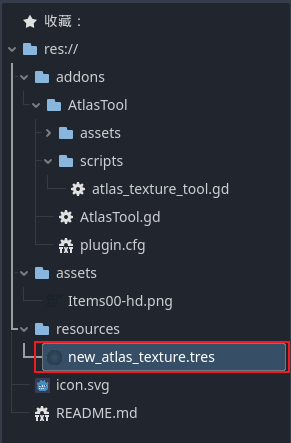 收藏：
res://
addons
AtlasTool
assets
scripts
atlas_texture_tool.gd
AtlasTool.gd
plugin.cfg
assets
Items00-hd.png
resources
new_atlas_texture.tres
icon.svg
README.md